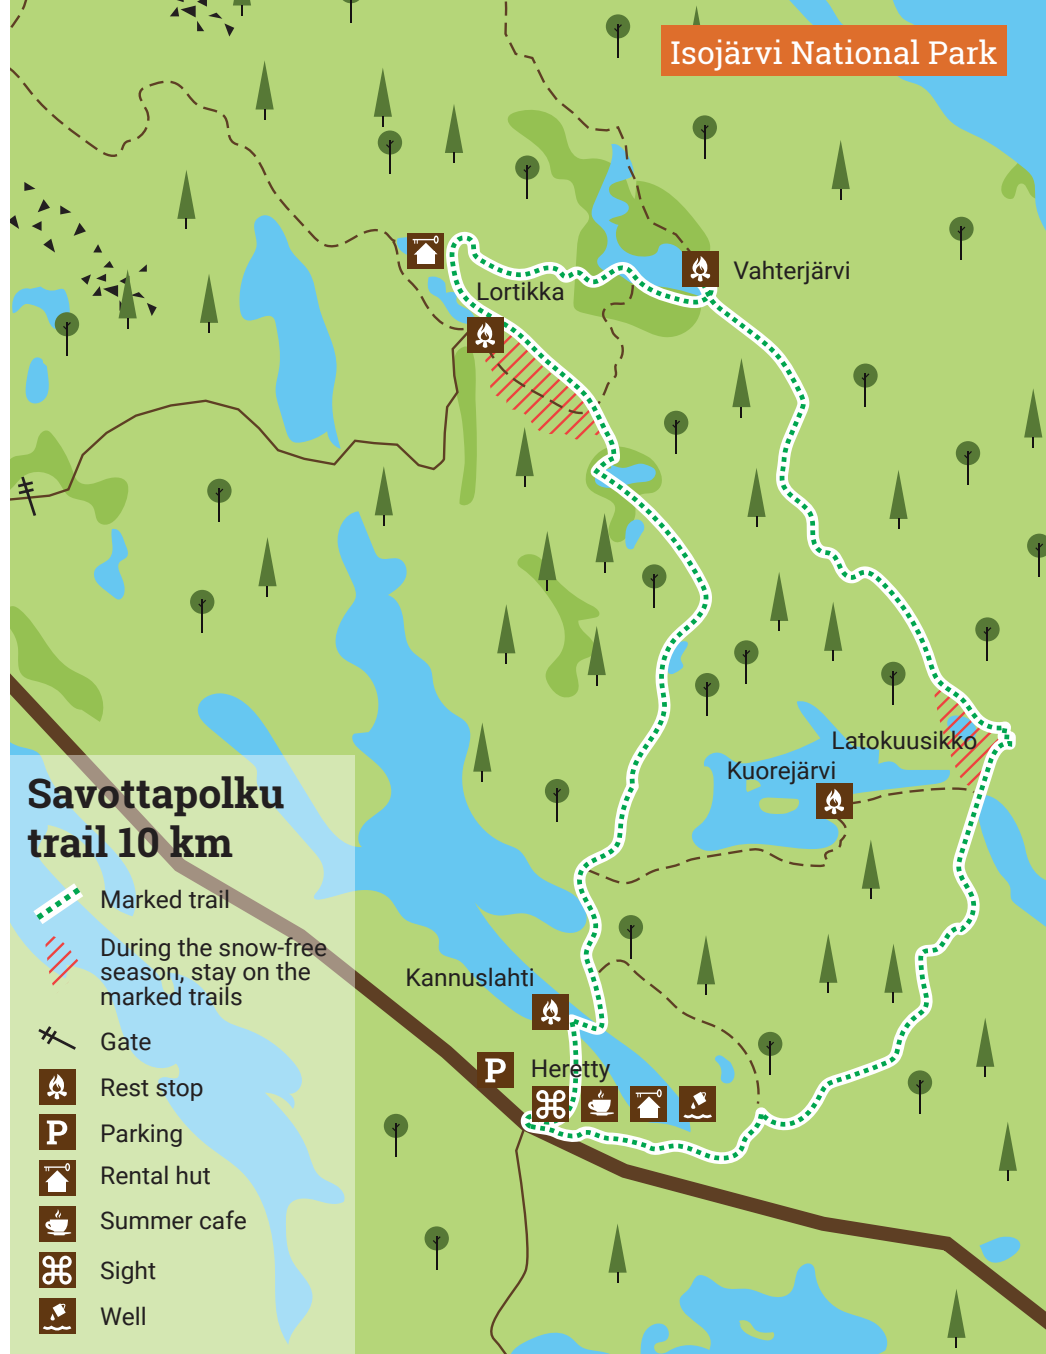 Isojärvi National Park
Vahterjärvi
Lortikka
Latokuusikko
Kuorejärvi
Kannuslahti
P
Heretty
Savottapolku
trail 10 km
Marked trail
During the snow-free
season, stay on the
marked trails
Gate
Rest stop
P Parking
Rental hut
Summer cafe
Sight
Well